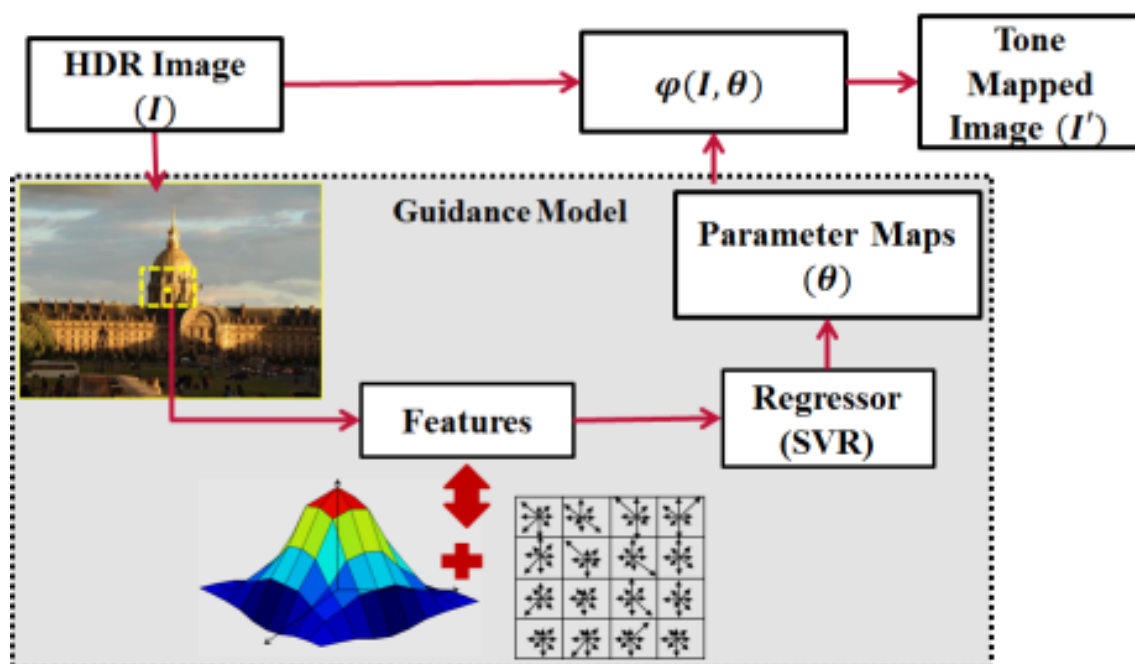 HDR Image
(I)
φ(I, θ)
Tone
Mapped
Image (I′)
Guidance Model
Parameter Maps
(θ)
Features
Regressor
(SVR)